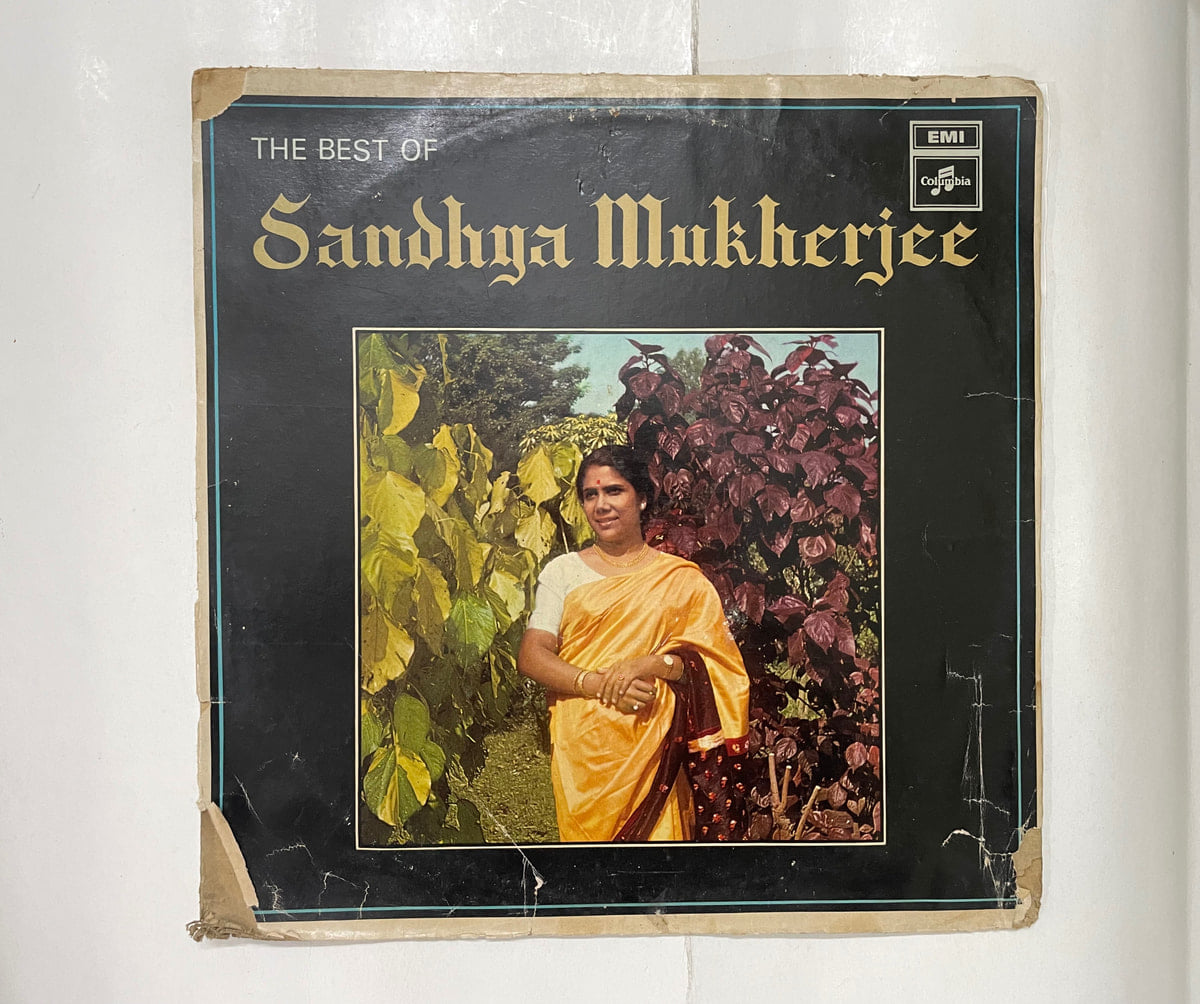 THE BEST OF
EMI
Columbia
Sandhya Mukherjee